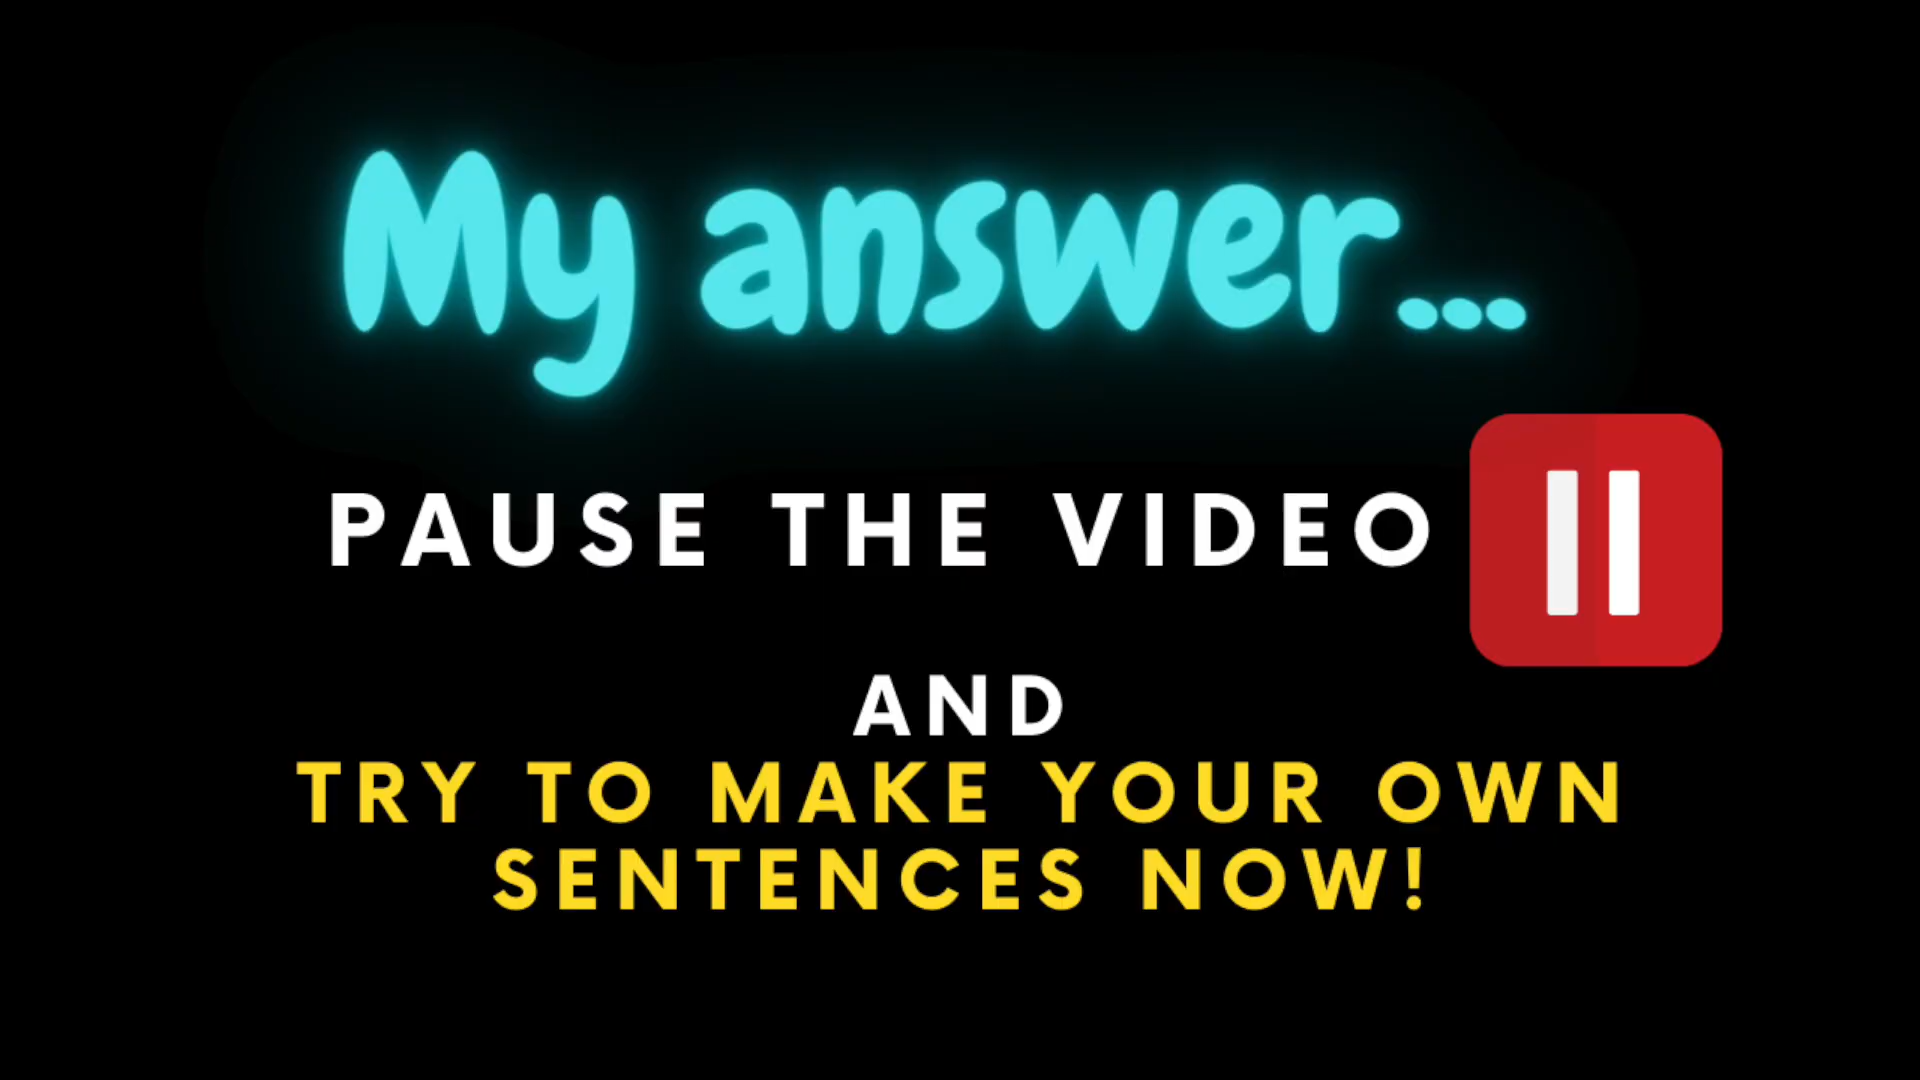 My answer...
PAUSE THE VIDEO
AND
TRY TO MAKE YOUR OWN
SENTENCES NOW!